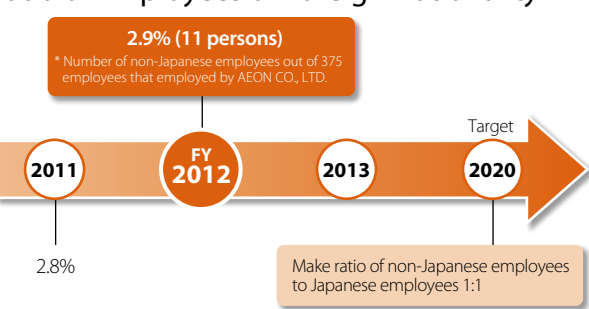 2.9% (11 persons)
* Number of non-Japanese employees out of 375
employees that employed by AEON CO., LTD.
Target
2011
FY
2012
2013
2020
2.8%
Make ratio of non-Japanese employees
to Japanese employees 1:1